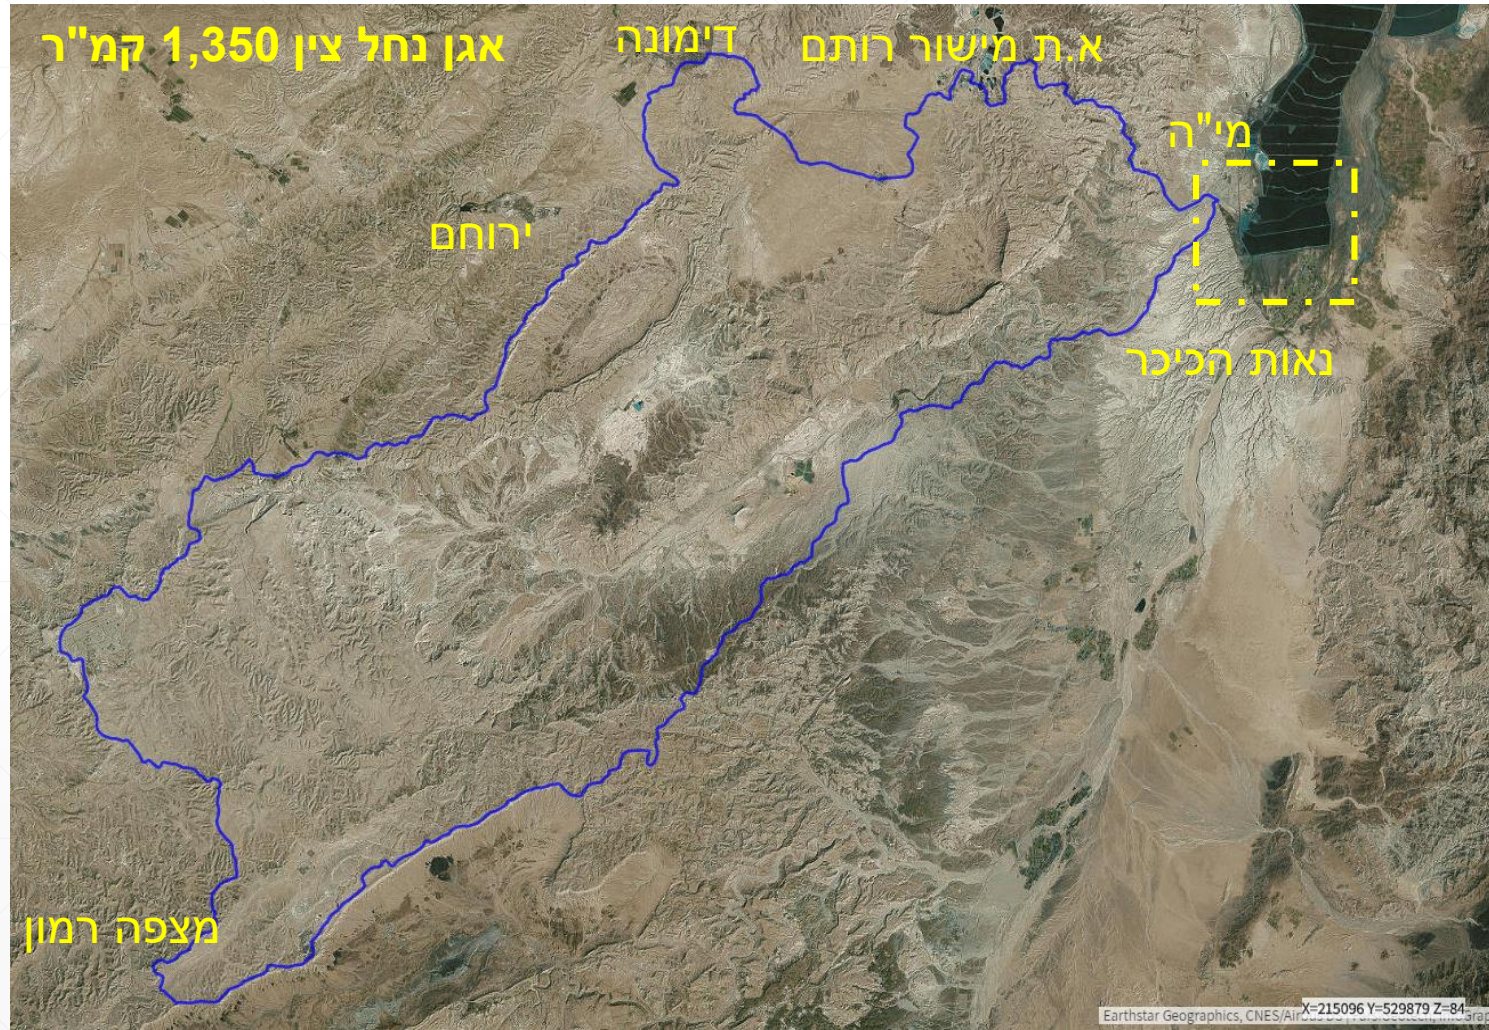 אגן נחל צין 1,350 קמ"ר
דימונה
א.ת מישור רותם
מי"ה
ירוחם
נאות הכיכר
מצפה רמון
X=215096 Y=529879 Z=84
Earthstar Geographics, CNES/Airbus DS